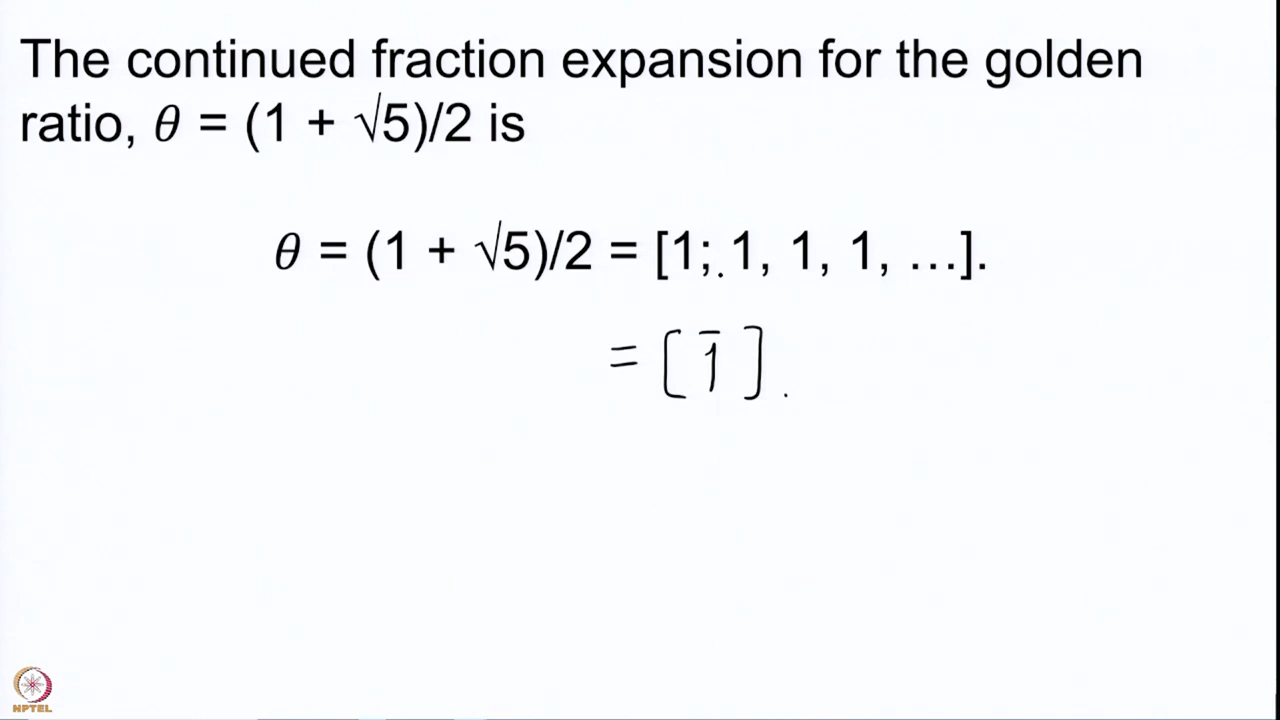 The continued fraction expansion for the golden
ratio, θ = (1 + √5)/2 is
θ = (1 + √5)/2 = [1; 1, 1, 1, …].
= [ 1̅ ].
NPTEL